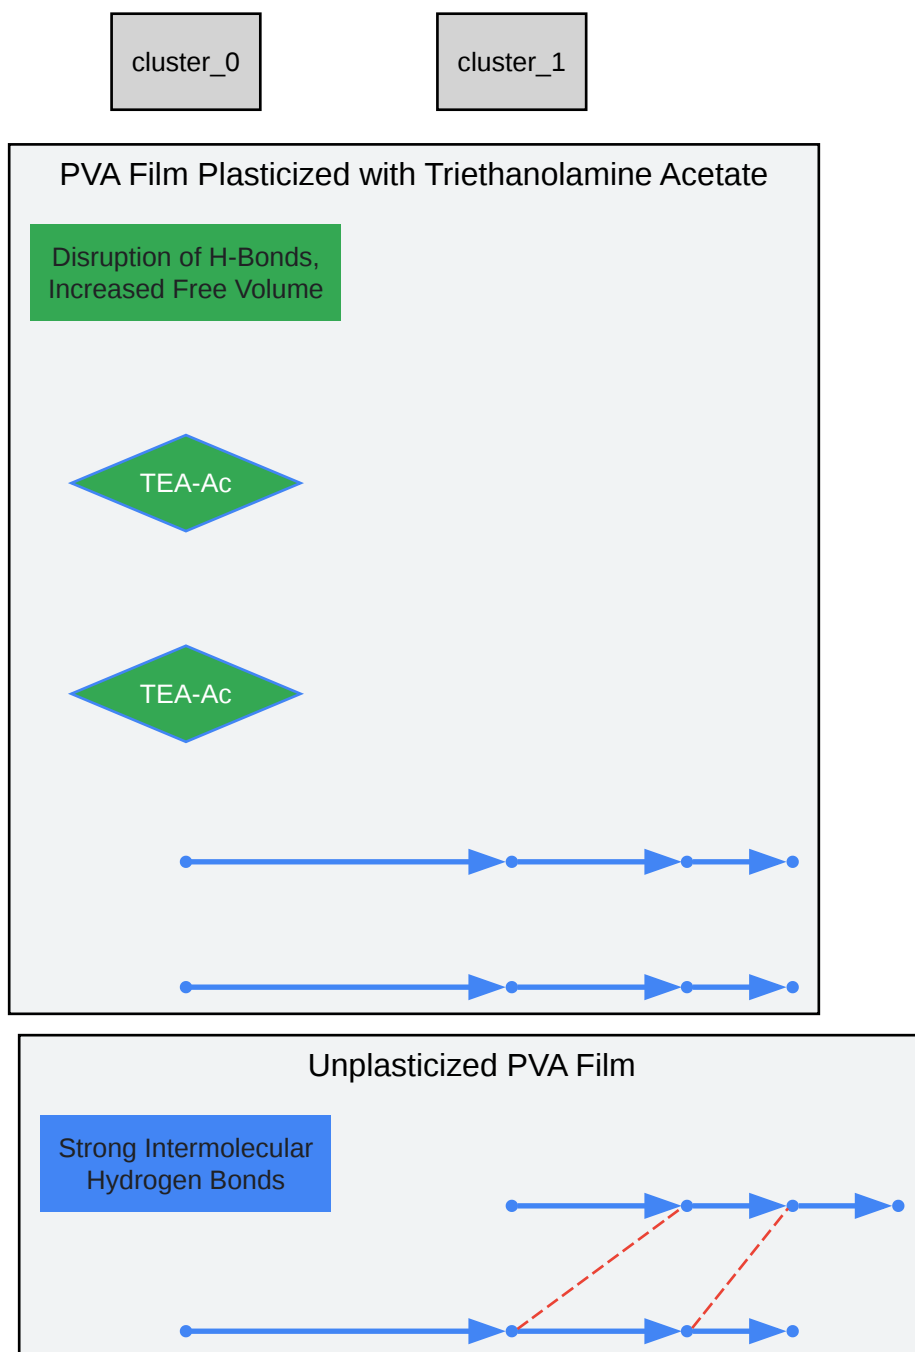 cluster_0
cluster_1
PVA Film Plasticized with Triethanolamine Acetate
Disruption of H-Bonds,
Increased Free Volume
TEA-Ac
TEA-Ac
Unplasticized PVA Film
Strong Intermolecular
Hydrogen Bonds